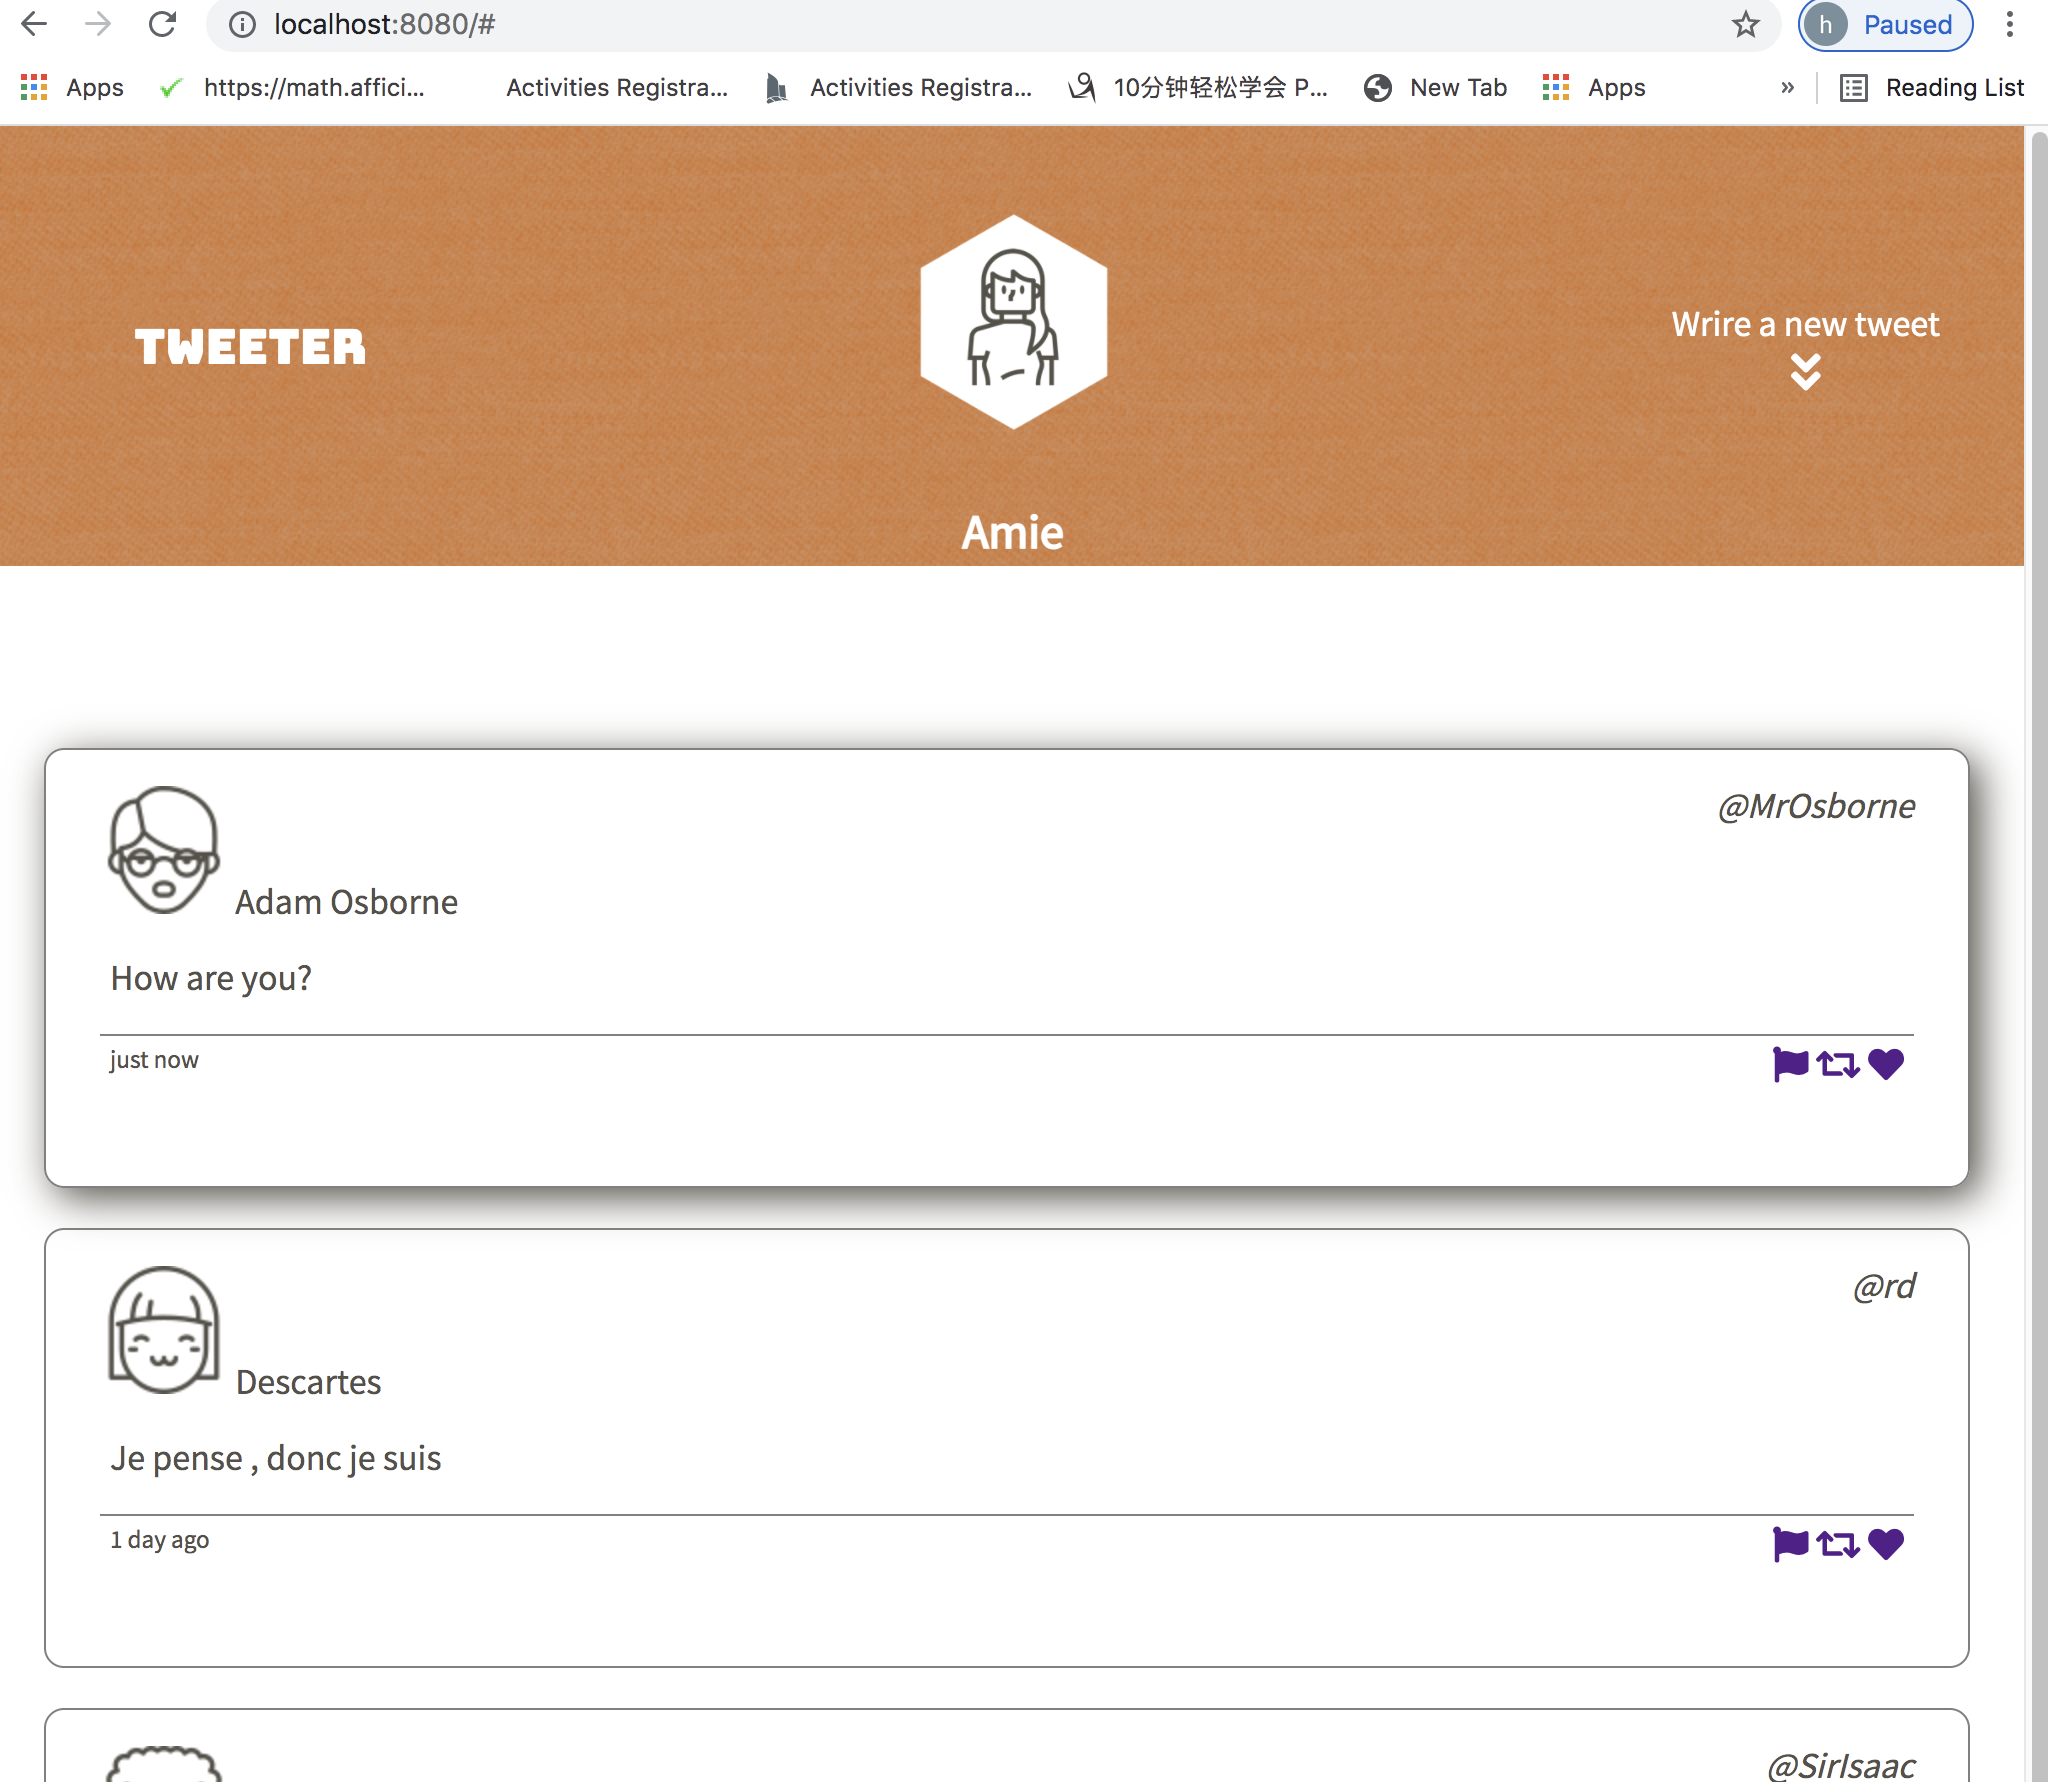 localhost:8080/#
h Paused
Apps https://math.affici... Activities Registra... Activities Registra... 10分钟轻松学会 P... New Tab Apps » Reading List
TWEETER
Wrire a new tweet
Amie
@MrOsborne
Adam Osborne
How are you?
just now
@rd
Descartes
Je pense , donc je suis
1 day ago
@SirIsaac